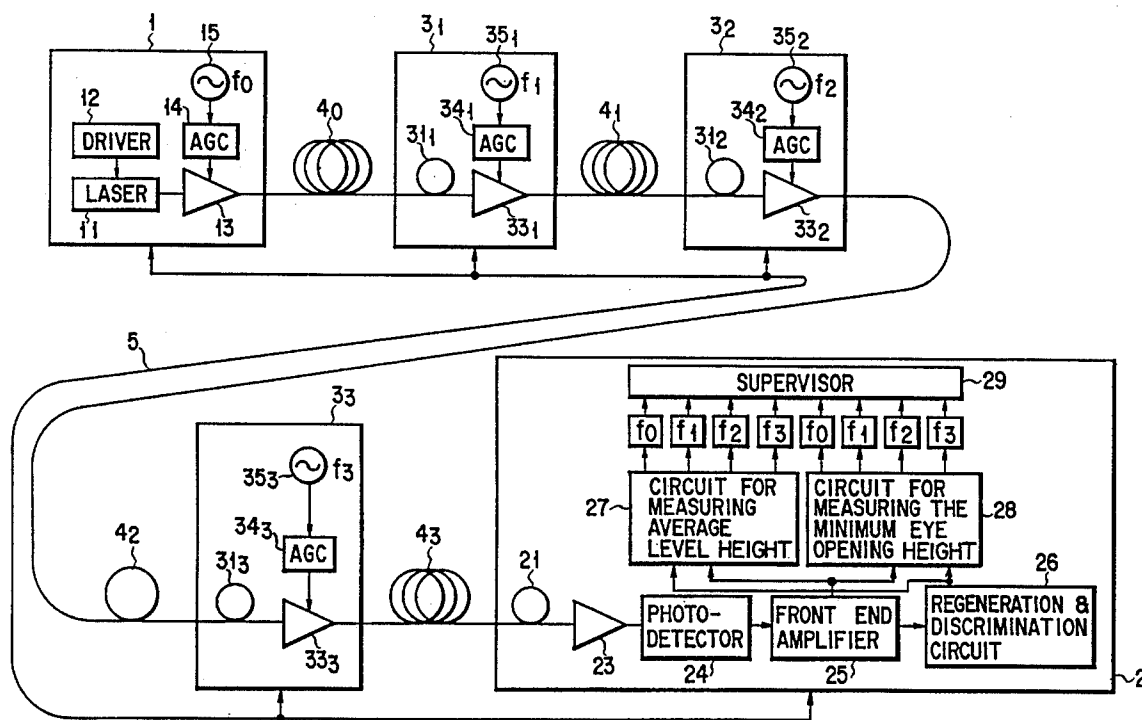 1
15
f0
12
14
DRIVER
AGC
LASER
11
13
40
31
351
f1
341
AGC
311
331
41
32
352
f2
342
AGC
312
332
5
33
353
f3
343
AGC
42
313
333
43
SUPERVISOR
29
f0 f1 f2 f3 f0 f1 f2 f3
27
CIRCUIT FOR
MEASURING
AVERAGE
LEVEL HEIGHT
CIRCUIT FOR
MEASURING THE
MINIMUM EYE
OPENING HEIGHT
28
21
23
PHOTO-
DETECTOR
24
FRONT END
AMPLIFIER
25
26
REGENERATION &
DISCRIMINATION
CIRCUIT
2